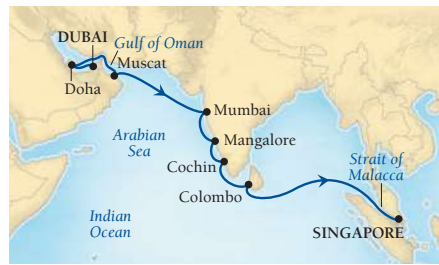 DUBAI
Gulf of Oman
Muscat
Doha
Mumbai
Arabian
Sea
Mangalore
Cochin
Strait of
Malacca
Colombo
Indian
Ocean
SINGAPORE